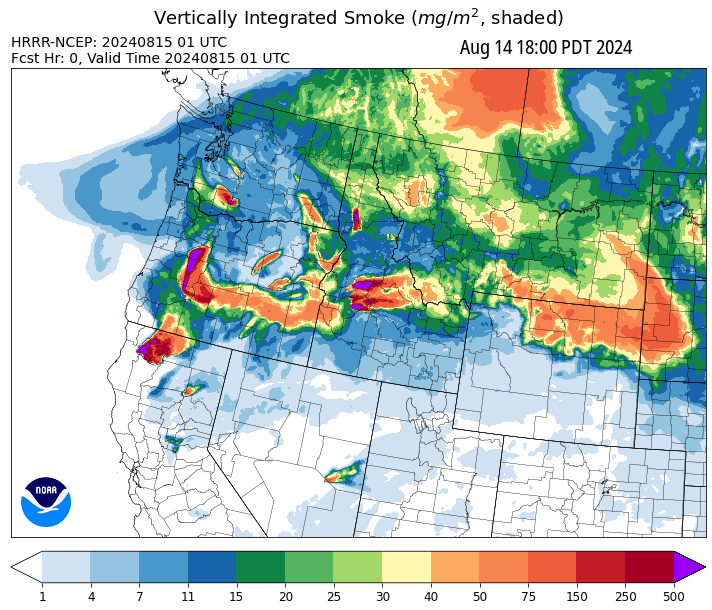 Vertically Integrated Smoke (mg/m², shaded)
HRRR-NCEP: 20240815 01 UTC
Aug 14 18:00 PDT 2024
Fcst Hr: 0, Valid Time 20240815 01 UTC
NOAA
1 4 7 11 15 20 25 30 40 50 75 150 250 500